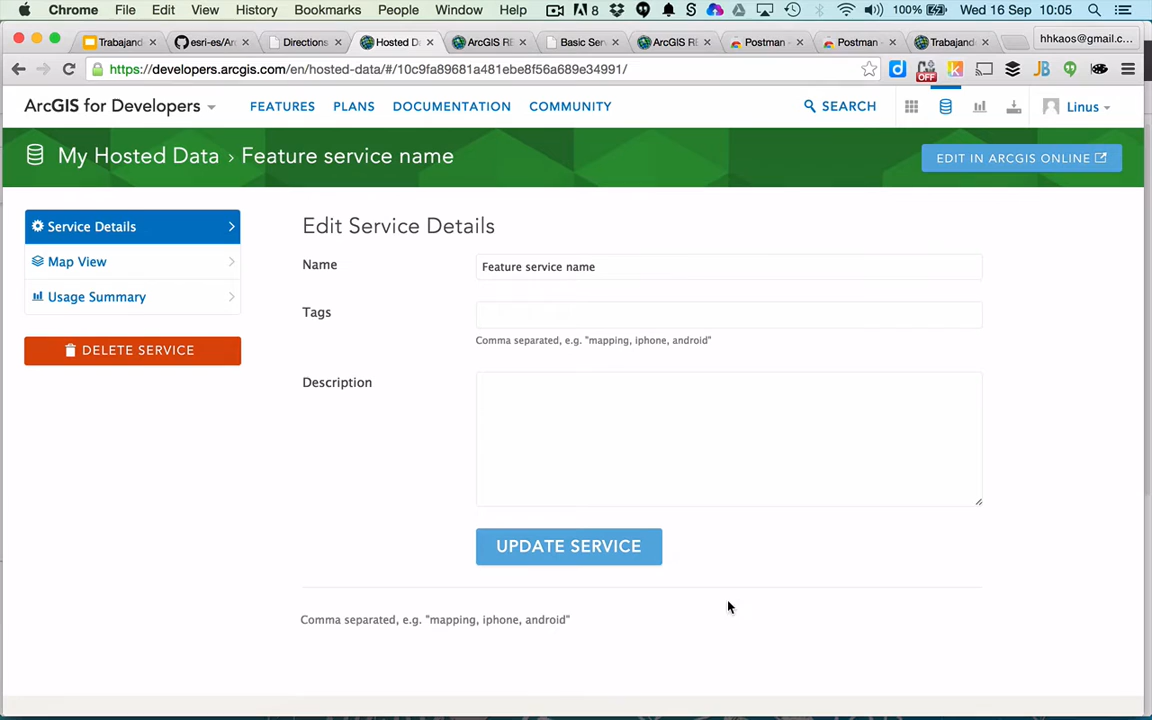 Chrome File Edit View History Bookmarks People Window Help 8 100% Wed 16 Sep 10:05
Trabajand esri-es/Ar Directions Hosted D ArcGIS RE Basic Ser ArcGIS RE Postman Postman Trabajand hhkaos@gmail.c...
https://developers.arcgis.com/en/hosted-data/#/10c9fa89681a481ebe8f56a689e34991/ OFF JB
ArcGIS for Developers FEATURES PLANS DOCUMENTATION COMMUNITY SEARCH Linus
My Hosted Data › Feature service name EDIT IN ARCGIS ONLINE
Service Details
Map View
Usage Summary
DELETE SERVICE
Edit Service Details
Name Feature service name
Tags
Comma separated, e.g. "mapping, iphone, android"
Description
UPDATE SERVICE
Comma separated, e.g. "mapping, iphone, android"